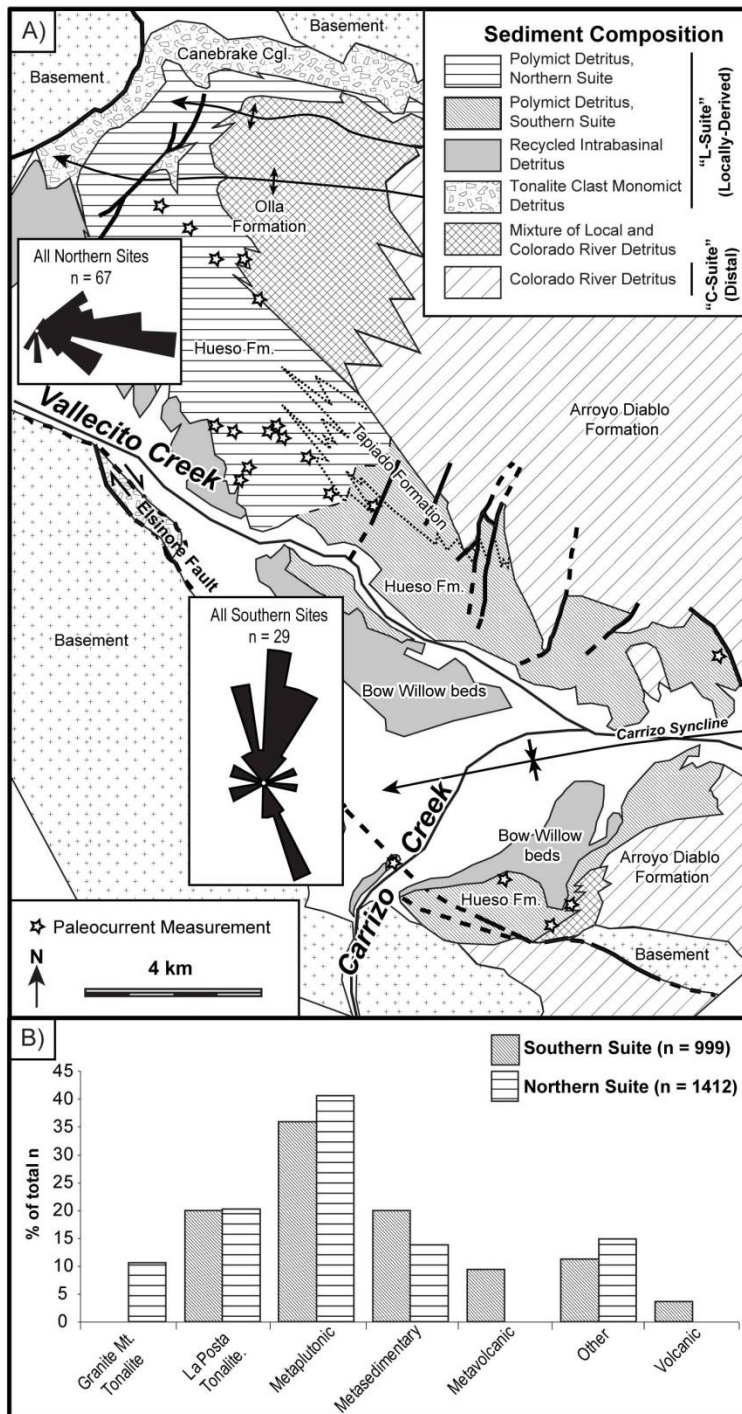 A)
Basement
Canebrake Cgl.
Basement
Sediment Composition
Polymict Detritus,
Northern Suite
Polymict Detritus,
Southern Suite
Recycled Intrabasinal
Detritus
Tonalite Clast Monomict
Detritus
Mixture of Local and
Colorado River Detritus
Colorado River Detritus
"L-Suite"
(Locally-Derived)
"C-Suite"
(Distal)
Olla
Formation
All Northern Sites
n = 67
Hueso Fm.
Vallecito Creek
Tapiado Formation
Arroyo Diablo
Formation
Elsinore Fault
Hueso Fm.
Basement
All Southern Sites
n = 29
Bow Willow beds
Carrizo Syncline
Carrizo Creek
Bow Willow
beds
Arroyo Diablo
Formation
Hueso Fm.
Basement
Paleocurrent Measurement
N
4 km
B)
Southern Suite (n = 999)
Northern Suite (n = 1412)
% of total n
45
40
35
30
25
20
15
10
5
0
Granite Mt.
Tonalite
La Posta
Tonalite.
Metaplutonic
Metasedimentary
Metavolcanic
Other
Volcanic